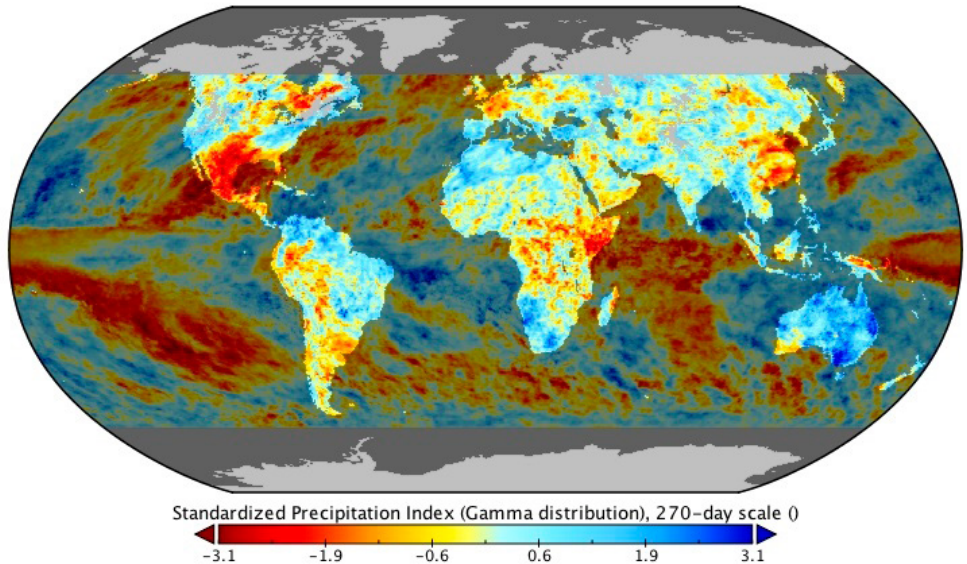 Standardized Precipitation Index (Gamma distribution), 270-day scale ()
-3.1 -1.9 -0.6 0.6 1.9 3.1